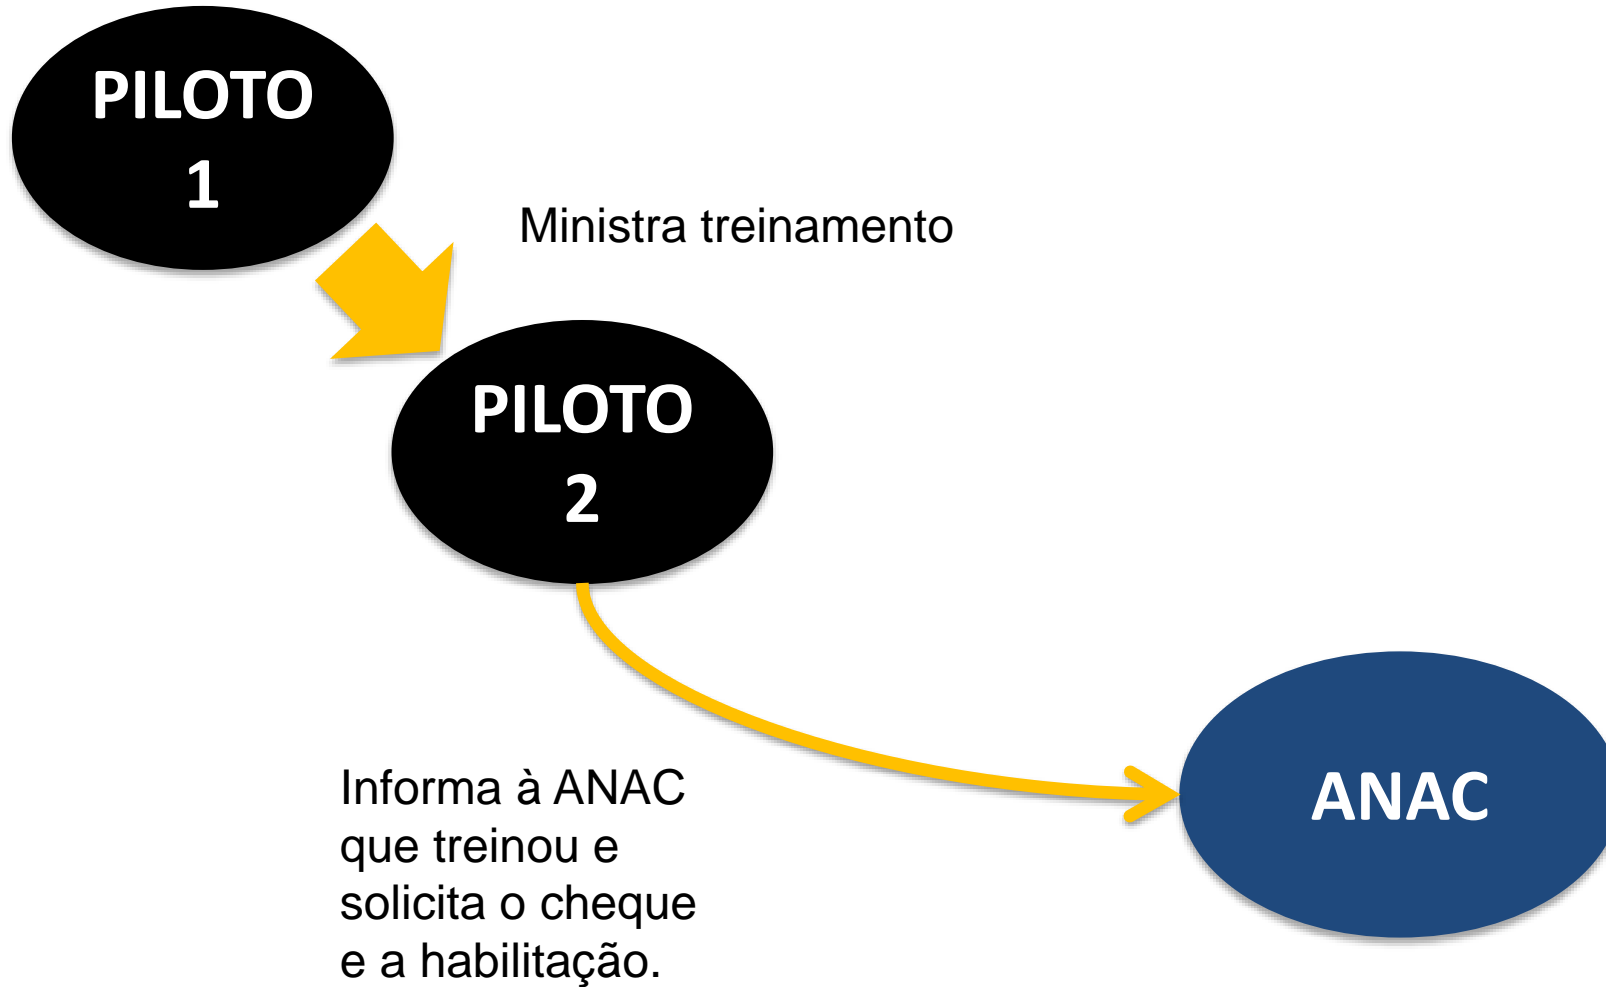 PILOTO
1
Ministra treinamento
PILOTO
2
Informa à ANAC
que treinou e
solicita o cheque
e a habilitação.
ANAC